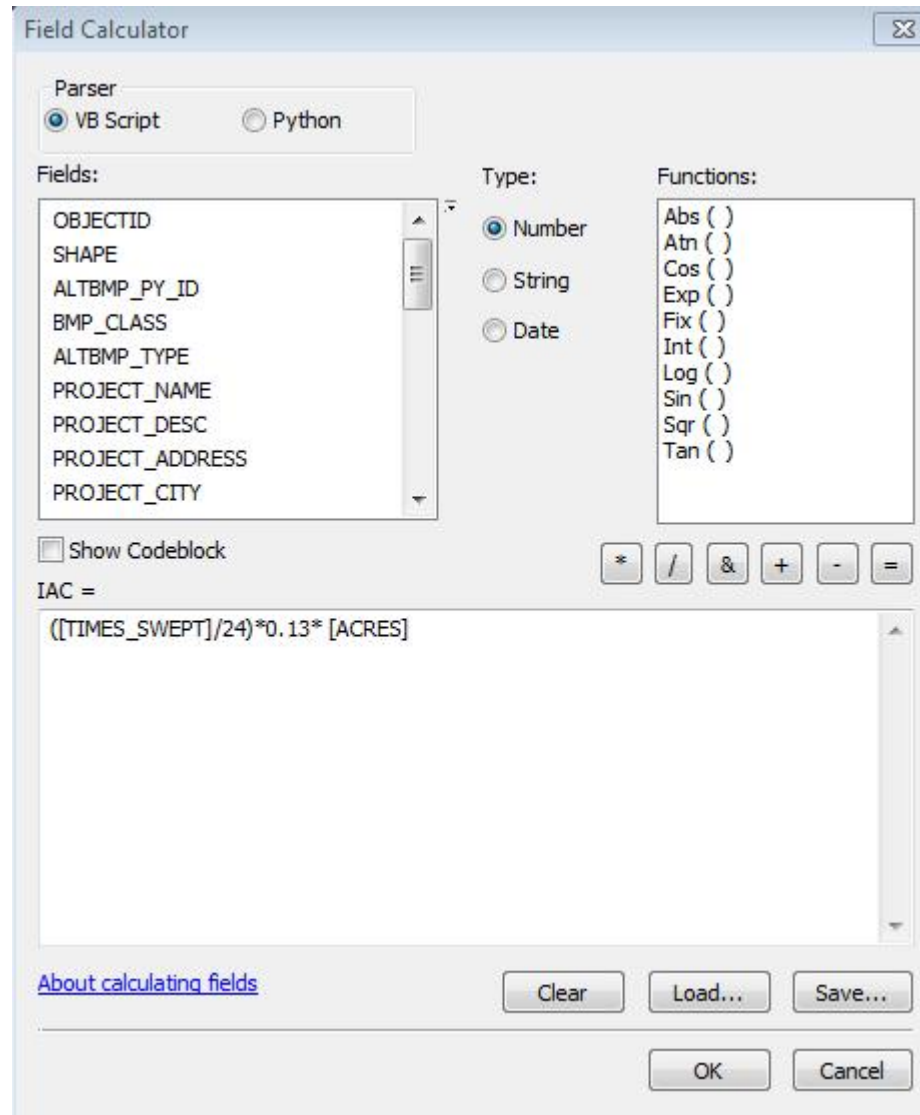 Field Calculator
Parser
VB Script Python
Fields:
OBJECTID
SHAPE
ALTBMP_PY_ID
BMP_CLASS
ALTBMP_TYPE
PROJECT_NAME
PROJECT_DESC
PROJECT_ADDRESS
PROJECT_CITY
Type:
Number
String
Date
Functions:
Abs ( )
Atn ( )
Cos ( )
Exp ( )
Fix ( )
Int ( )
Log ( )
Sin ( )
Sqr ( )
Tan ( )
Show Codeblock
* / & + - =
IAC =
([TIMES_SWEPT]/24)*0.13* [ACRES]
About calculating fields
Clear Load... Save...
OK Cancel